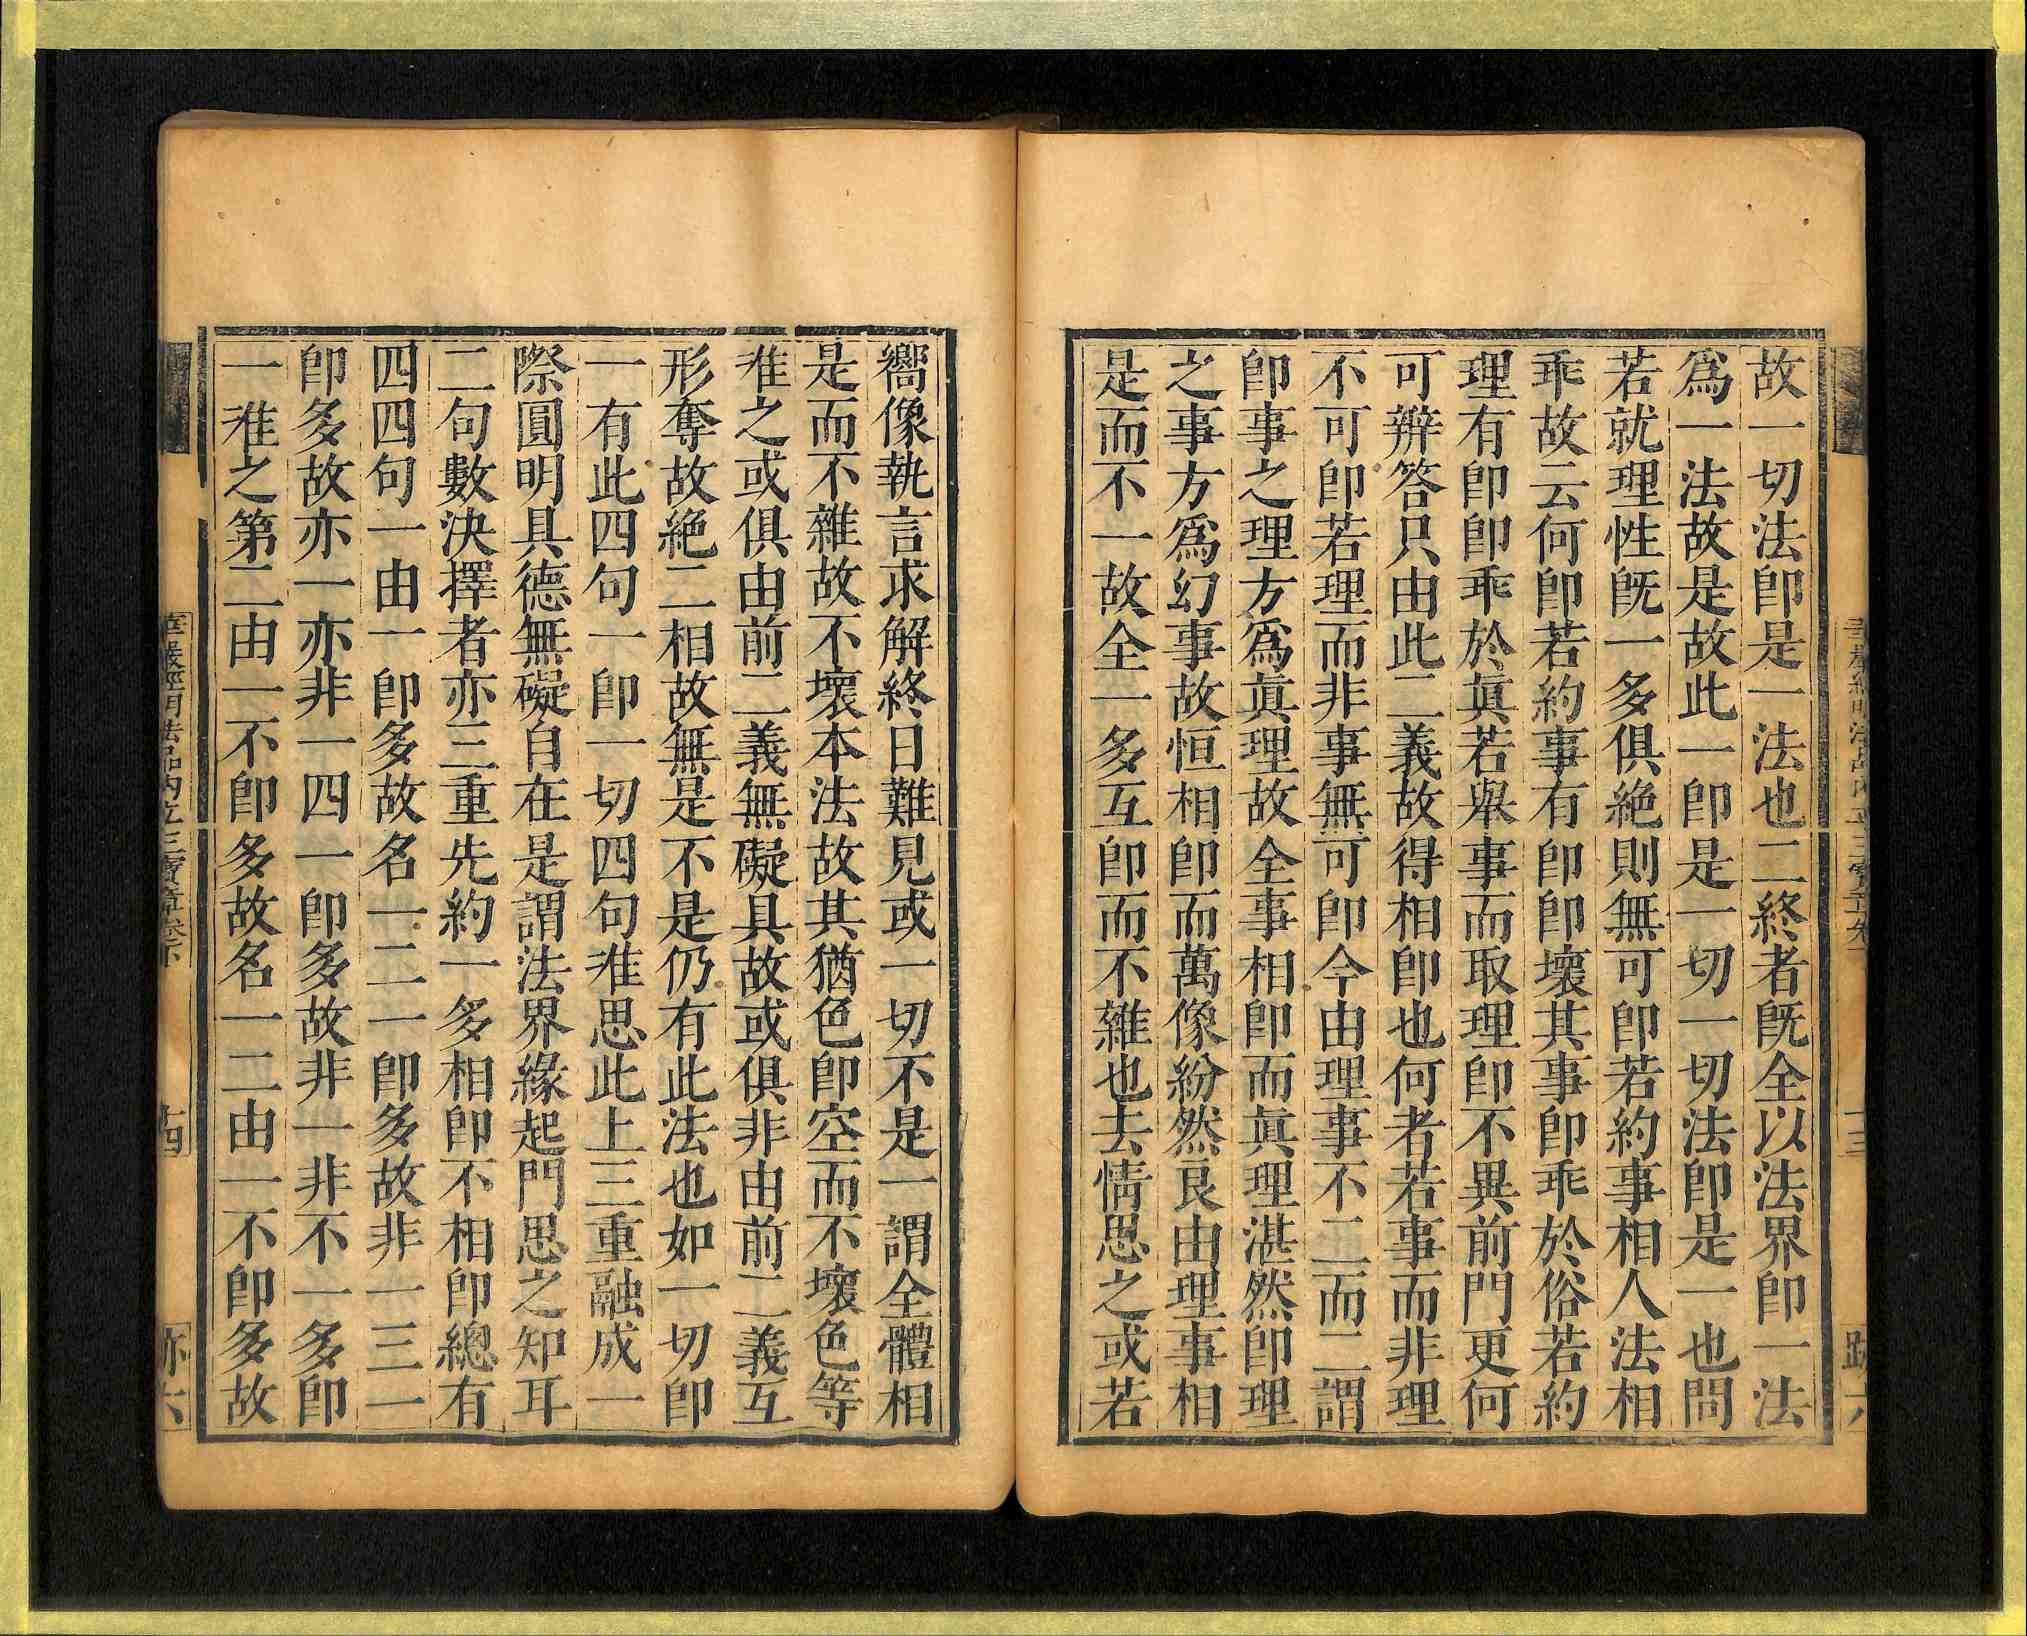 故一切法卽是一法也二終者旣全以法界卽一法
爲一法故是故此一卽是一切一切法卽是一也問
若就理性旣一多俱絶則無可卽若約事相人法相
乖故云何卽若約事有卽卽壞其事卽乖於俗若約
理有卽卽乖於眞若擧事而取理卽不異前門更何
可辨答只由此二義故得相卽也何者若事而非理
不可卽若理而非事無可卽今由理事不二而二謂
卽事之理方爲眞理故全事相卽而眞理湛然卽理
之事方爲幻事故恒相卽而萬像紛然良由理事相
是而不一故全一多互卽而不雜也去情思之或若
嚮像執言求解終日難見或一切不是一謂全體相
是而不雜故不壞本法故其猶色卽空而不壞色等
准之或俱由前二義無礙具故或俱非由前二義互
形奪故絶二相故無是不是仍有此法也如一切卽
一有此四句一卽一切四句准思此上三重融成一
際圓明具德無礙自在是謂法界緣起門思之知耳
二句數決擇者亦三重先約一多相卽不相卽總有
四四句一由一卽多故名一二一卽多故非一三一
卽多故亦一亦非一四一卽多故非一非不一多卽
一准之第二由一不卽多故名一二由一不卽多故
華嚴經明法品內立三寶章卷下 十四